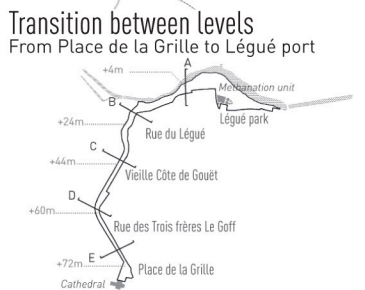 Transition between levels
From Place de la Grille to Légué port
A
+4m
Methanation unit
B
Légué park
+24m
Rue du Légué
C
+44m
Vieille Côte de Gouët
D
+60m
Rue des Trois frères Le Goff
E
+72m
Place de la Grille
Cathedral